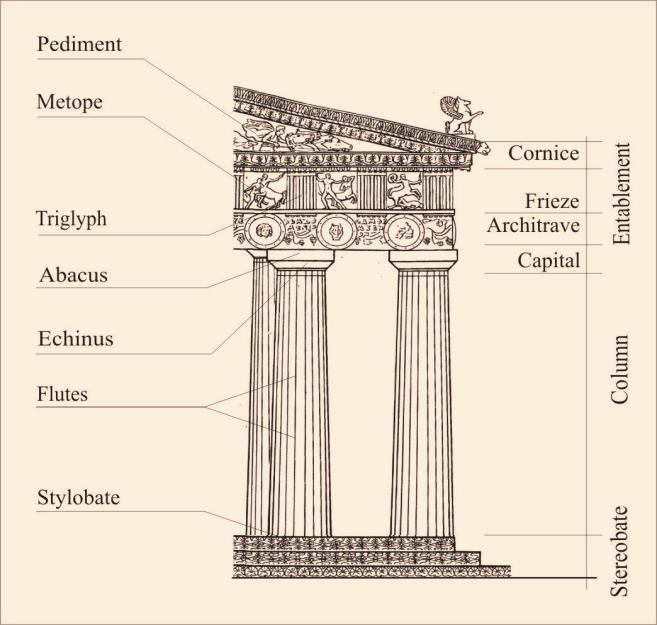 Pediment
Metope
Triglyph
Abacus
Echinus
Flutes
Stylobate
Cornice
Frieze
Architrave
Capital
Entablement
Column
Stereobate